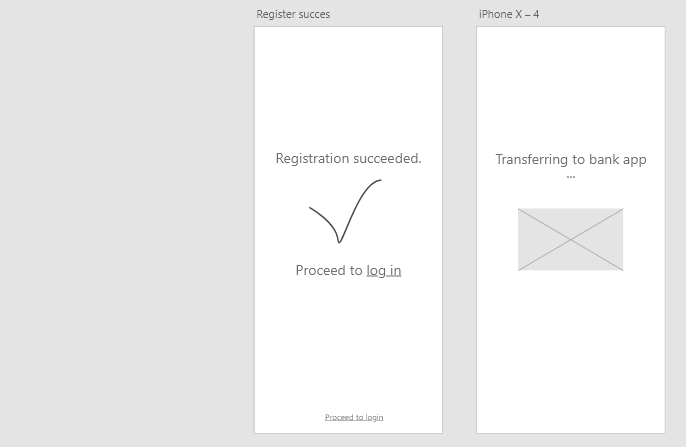 Register succes
Registration succeeded.
Proceed to log in
Proceed to login
iPhone X – 4
Transferring to bank app
...